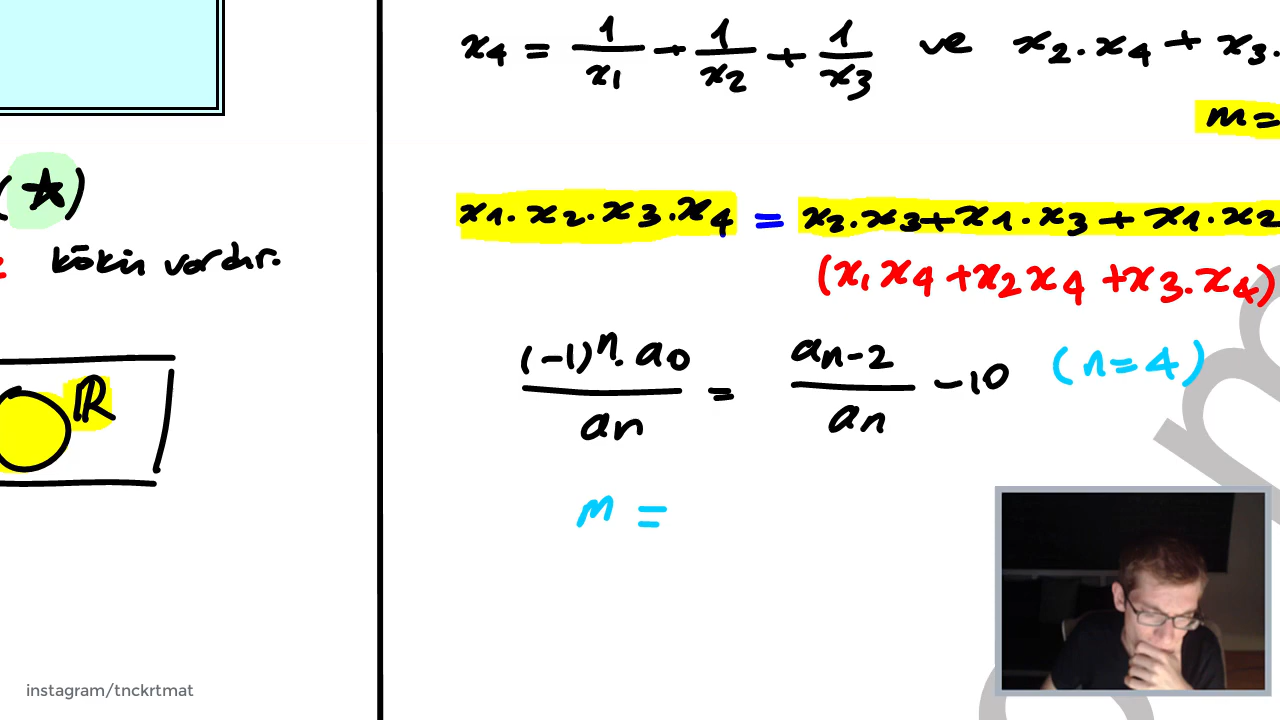 x₄ = 1/x₁ + 1/x₂ + 1/x₃ ve x₂.x₄ + x₃.
m =
(★)
kökü vardır.
x₁.x₂.x₃.x₄ = x₂.x₃+x₁.x₃+x₁.x₂
(x₁x₄+x₂x₄+x₃.x₄)
(-1)ⁿ.a₀/aₙ = aₙ₋₂/aₙ -10 (n=4)
ℝ
m =
instagram/tnckrtmat